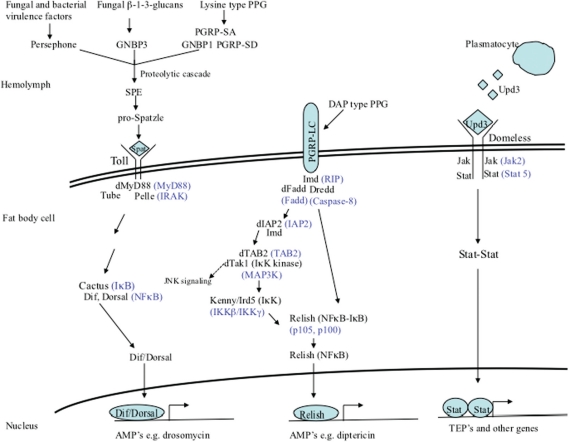 Fungal and bacterial
virulence factors
Fungal β-1-3-glucans
Lysine type PPG
Persephone
GNBP3
PGRP-SA
GNBP1 PGRP-SD
Proteolytic cascade
Hemolymph
SPE
pro-Spatzle
Spat
Toll
dMyD88 (MyD88)
Tube
Pelle (IRAK)
Fat body cell
Cactus (IκB)
Dif, Dorsal (NFκB)
Dif/Dorsal
Dif/Dorsal
Nucleus
AMP's e.g. drosomycin
DAP type PPG
PGRP-LC
Imd (RIP)
dFadd Dredd
(Fadd) (Caspase-8)
dIAP2 (IAP2)
Imd
dTAB2 (TAB2)
dTak1 (IκK kinase)
(MAP3K)
JNK signaling
Kenny/Ird5 (IκK)
(IKKβ/IKKγ)
Relish (NFκB-IκB)
(p105, p100)
Relish (NFκB)
Relish
AMP's e.g. diptericin
Plasmatocyte
Upd3
Upd3
Domeless
Jak
Jak (Jak2)
Stat
Stat (Stat 5)
Stat-Stat
Stat
Stat
TEP's and other genes